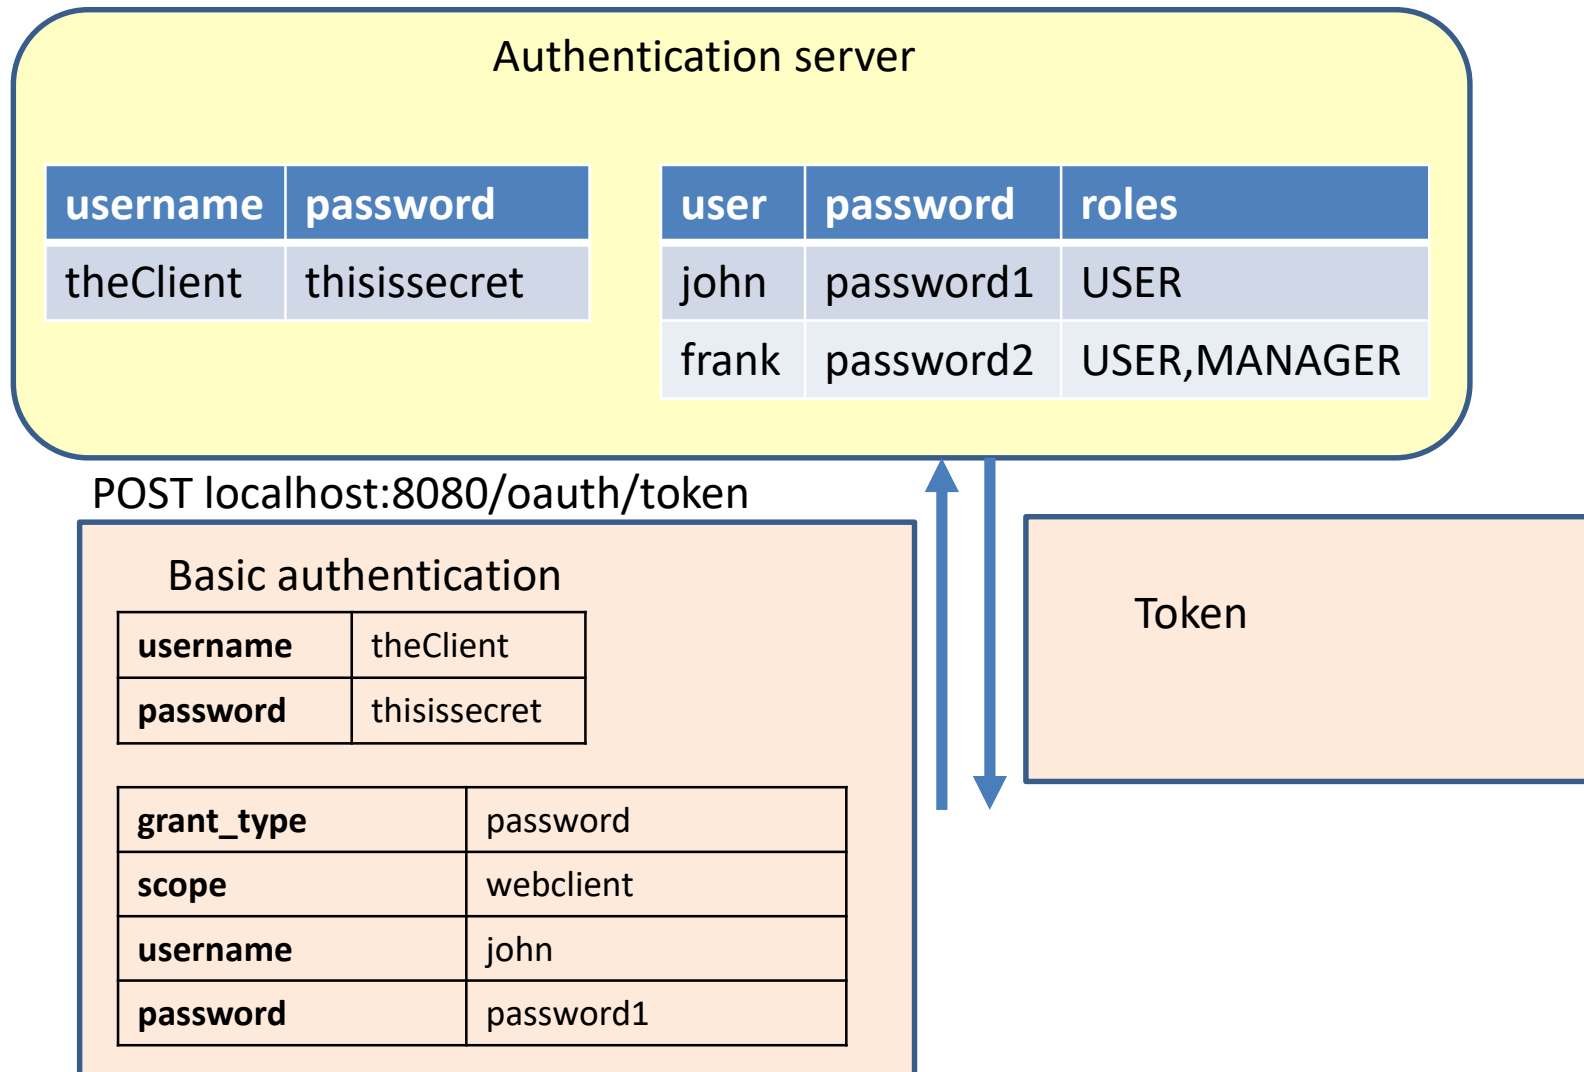 Authentication server
username password
theClient thisissecret
user password roles
john password1 USER
frank password2 USER,MANAGER
POST localhost:8080/oauth/token
Basic authentication
username theClient
password thisissecret
grant_type password
scope webclient
username john
password password1
Token